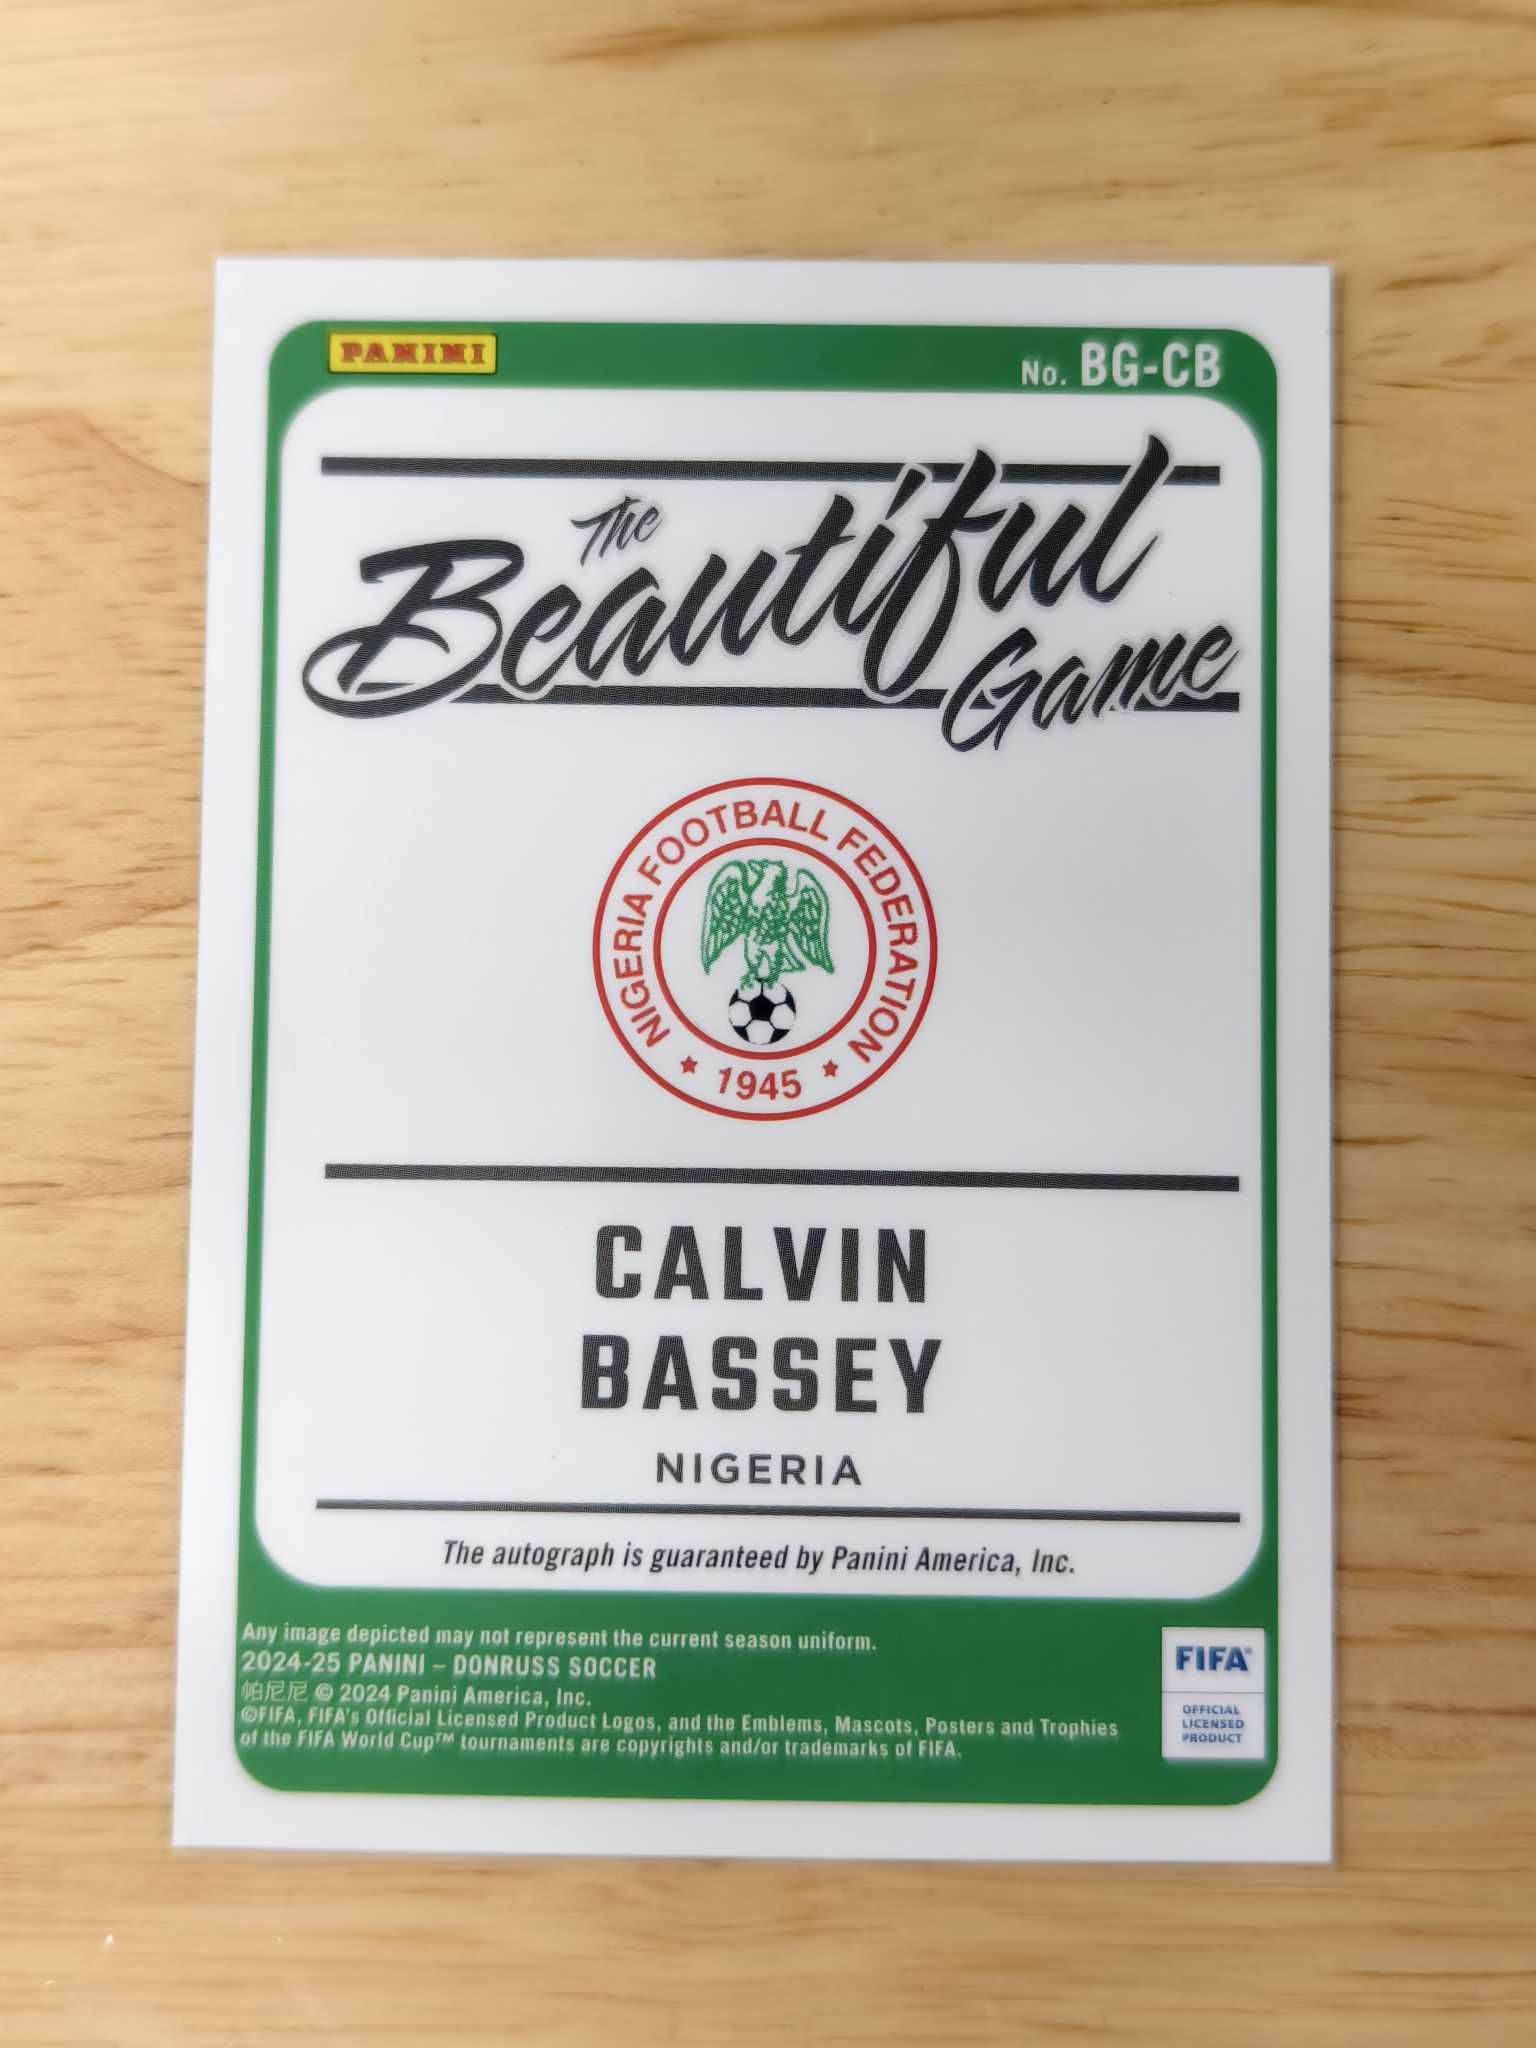 PANINI
No. BG-CB
The
Beautiful
Game
NIGERIA FOOTBALL FEDERATION
1945
CALVIN
BASSEY
NIGERIA
The autograph is guaranteed by Panini America, Inc.
Any image depicted may not represent the current season uniform.
2024-25 PANINI – DONRUSS SOCCER
帕尼尼 © 2024 Panini America, Inc.
©FIFA, FIFA's Official Licensed Product Logos, and the Emblems, Mascots, Posters and Trophies
of the FIFA World Cup™ tournaments are copyrights and/or trademarks of FIFA.
FIFA®
OFFICIAL
LICENSED
PRODUCT